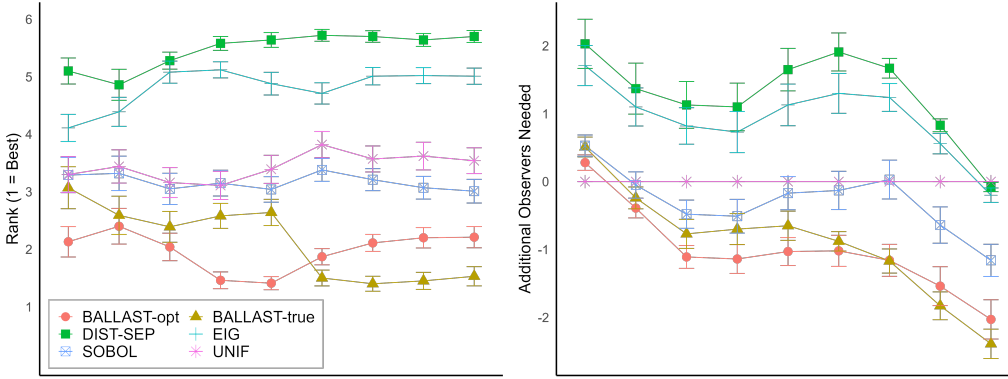 Rank (1 = Best)
6
5
4
3
2
1
BALLAST-opt
BALLAST-true
DIST-SEP
EIG
SOBOL
UNIF
Additional Observers Needed
2
1
0
-1
-2